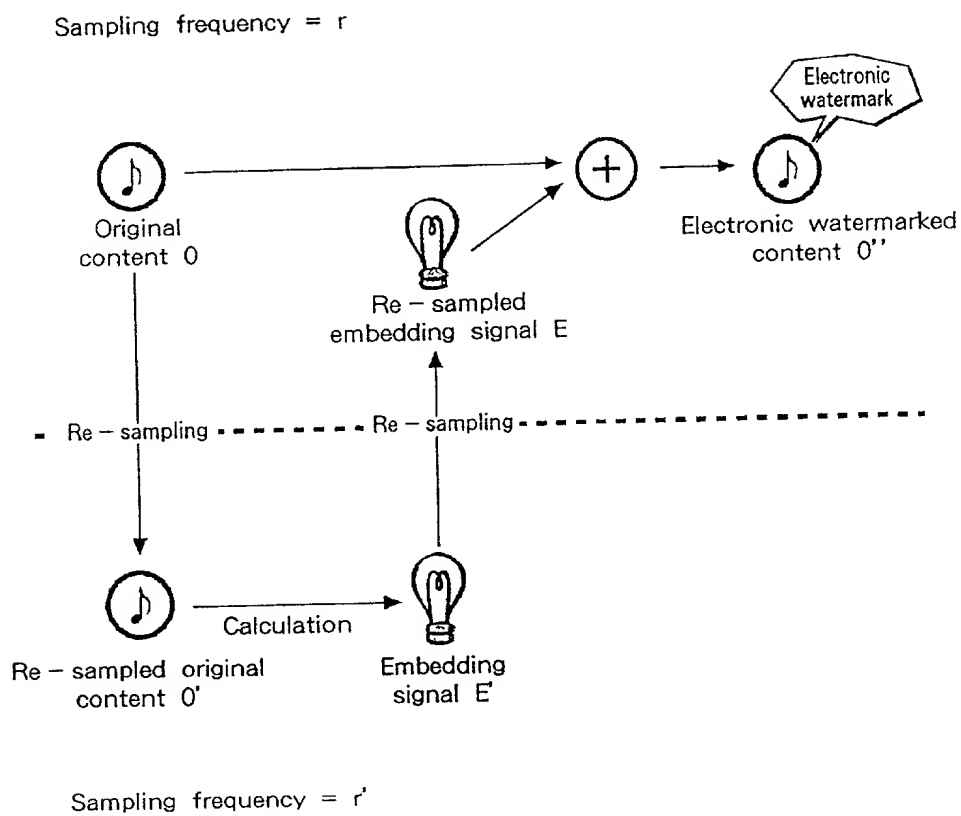 Sampling frequency = r
Electronic
watermark
Original
content O
Electronic watermarked
content O''
Re - sampled
embedding signal E
Re - sampling
Re - sampling
Calculation
Re - sampled original
content O'
Embedding
signal E'
Sampling frequency = r'